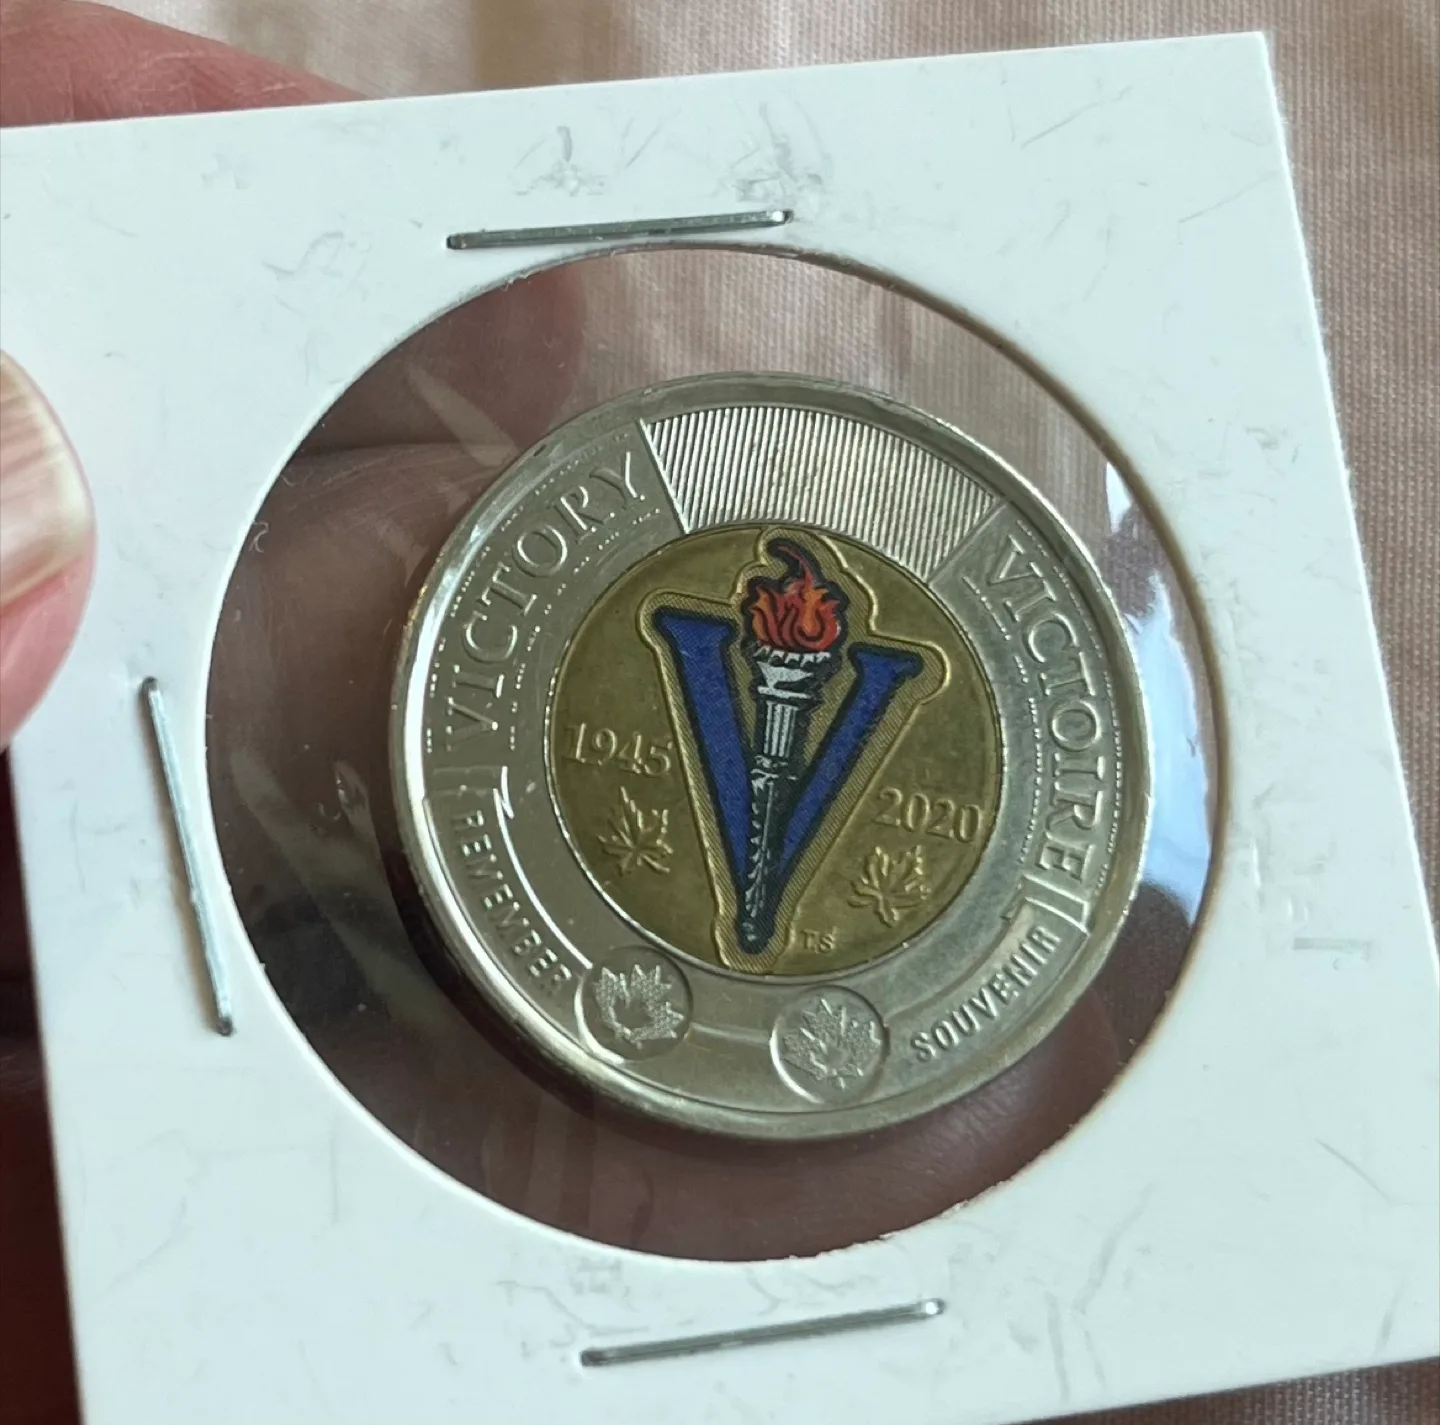 VICTORY
VICTOIRE
1945
2020
T.S
REMEMBER
SOUVENIR